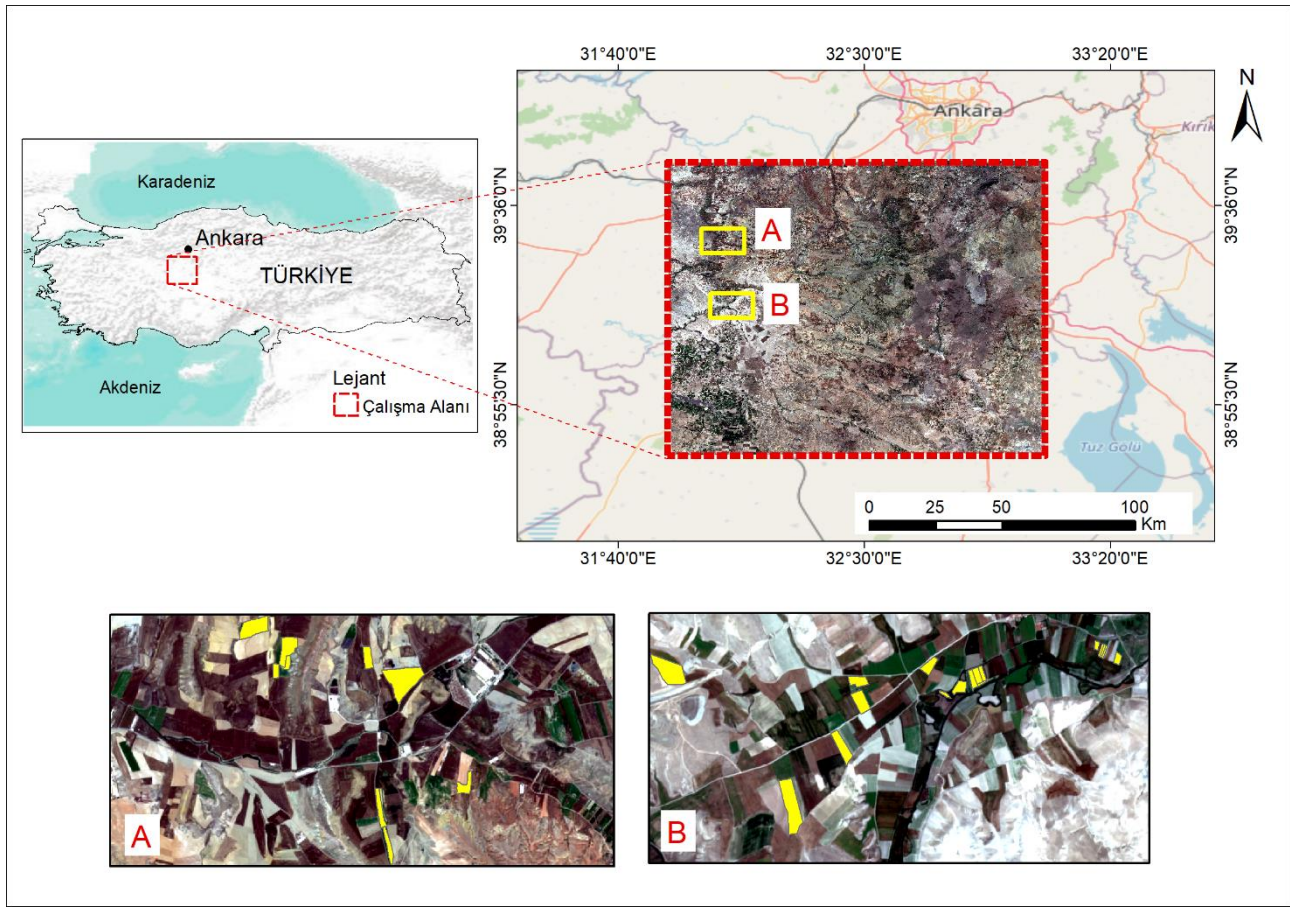 31°40'0"E
32°30'0"E
33°20'0"E
N
Ankara
Kırık
Karadeniz
Ankara
TÜRKİYE
Akdeniz
Lejant
Çalışma Alanı
39°36'0"N
39°36'0"N
A
B
38°55'30"N
38°55'30"N
Tuz Gölü
0
25
50
100
Km
31°40'0"E
32°30'0"E
33°20'0"E
A
B